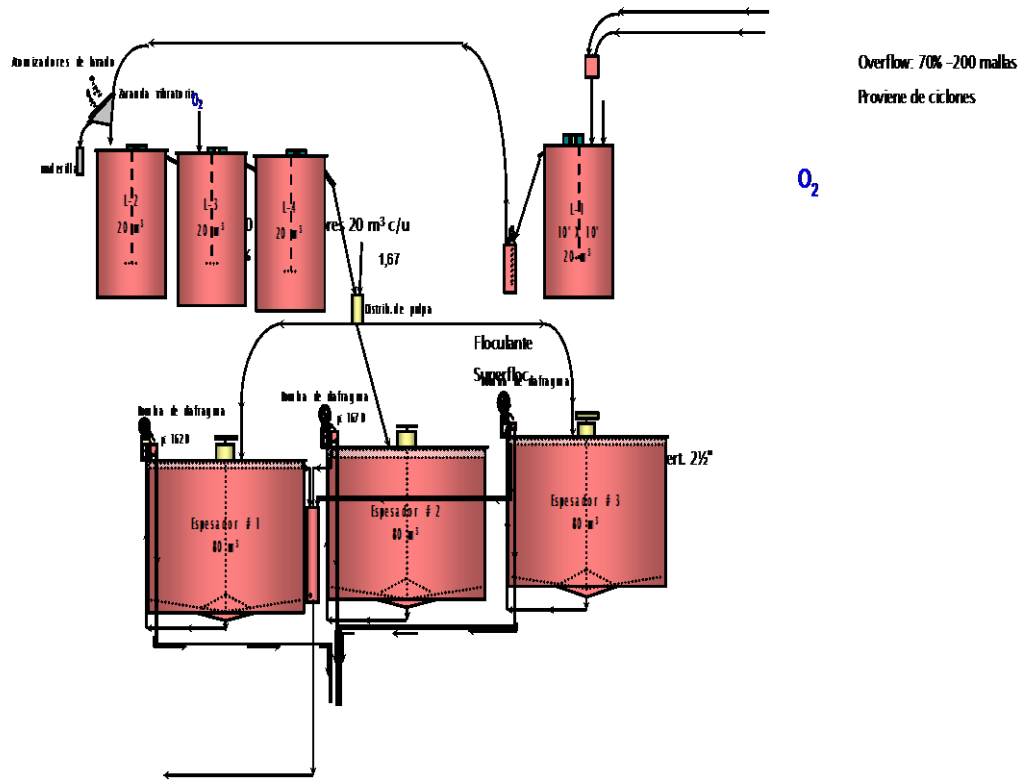 Atomizadores de lavado
Overflow: 70% -200 mallas
Zaranda vibratoria
O₂
Proviene de ciclones
maderilla
O₂
L-2
20 m³
L-3
20 m³
L-4
20 m³
res 20 m³ c/u
%
1,67
L-1
10' X 10'
20 m³
Distrib. de pulpa
Floculante
Superfloc
Bomba de diafragma
Bomba de diafragma
Bomba de diafragma
ert. 2½"
Espesador # 1
80 m³
Espesador # 2
80 m³
Espesador # 3
80 m³